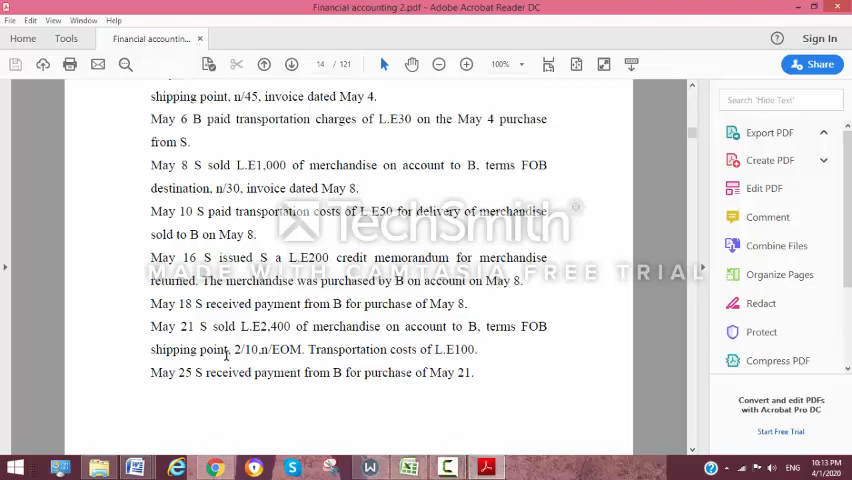 Financial accounting 2.pdf - Adobe Acrobat Reader DC
File Edit View Window Help
Home Tools Financial accountin... × Sign In
14 / 121 100% Share
shipping point, n/45, invoice dated May 4.
May 6 B paid transportation charges of L.E30 on the May 4 purchase
from S.
May 8 S sold L.E1,000 of merchandise on account to B, terms FOB
destination, n/30, invoice dated May 8.
May 10 S paid transportation costs of L.E50 for delivery of merchandise
sold to B on May 8.
May 16 S issued S a L.E200 credit memorandum for merchandise
returned. The merchandise was purchased by B on account on May 8.
May 18 S received payment from B for purchase of May 8.
May 21 S sold L.E2,400 of merchandise on account to B, terms FOB
shipping point, 2/10,n/EOM. Transportation costs of L.E100.
May 25 S received payment from B for purchase of May 21.
TechSmith®
MADE WITH CAMTASIA FREE TRIAL
Search 'Hide Text'
Export PDF
Create PDF
Edit PDF
Comment
Combine Files
Organize Pages
Redact
Protect
Compress PDF
Convert and edit PDFs
with Acrobat Pro DC
Start Free Trial
ENG
10:13 PM
4/1/2020